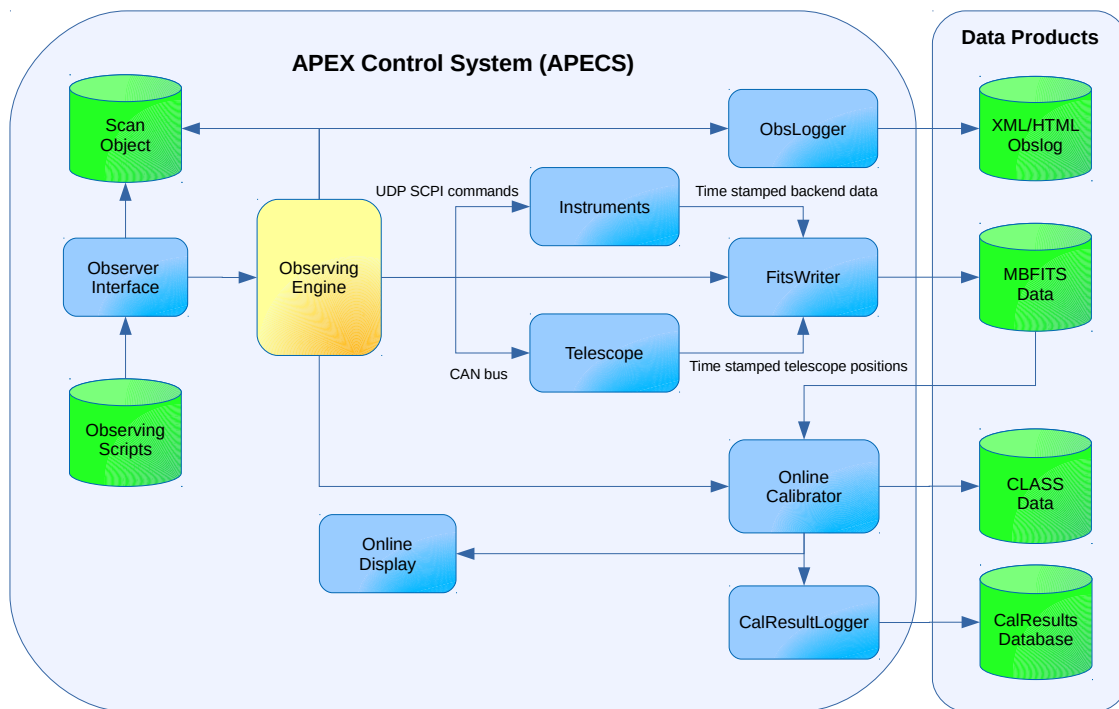 APEX Control System (APECS)
Data Products
Scan
Object
ObsLogger
XML/HTML
Obslog
UDP SCPI commands
Instruments
Time stamped backend data
Observer
Interface
Observing
Engine
FitsWriter
MBFITS
Data
Telescope
CAN bus
Time stamped telescope positions
Observing
Scripts
Online
Calibrator
CLASS
Data
Online
Display
CalResultLogger
CalResults
Database